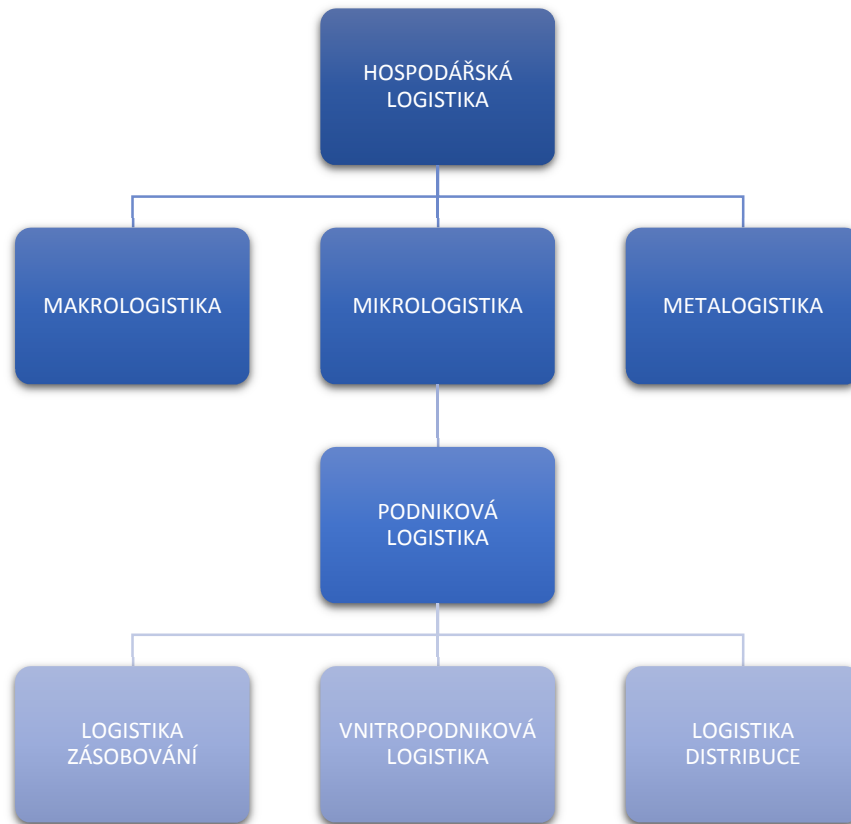 HOSPODÁŘSKÁ
LOGISTIKA
MAKROLOGISTIKA
MIKROLOGISTIKA
METALOGISTIKA
PODNIKOVÁ
LOGISTIKA
LOGISTIKA
ZÁSOBOVÁNÍ
VNITROPODNIKOVÁ
LOGISTIKA
LOGISTIKA
DISTRIBUCE